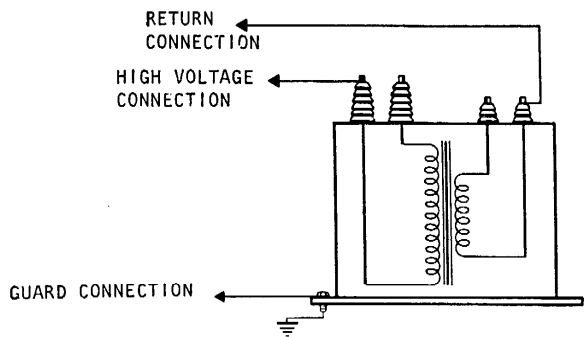 RETURN
CONNECTION
HIGH VOLTAGE
CONNECTION
GUARD CONNECTION